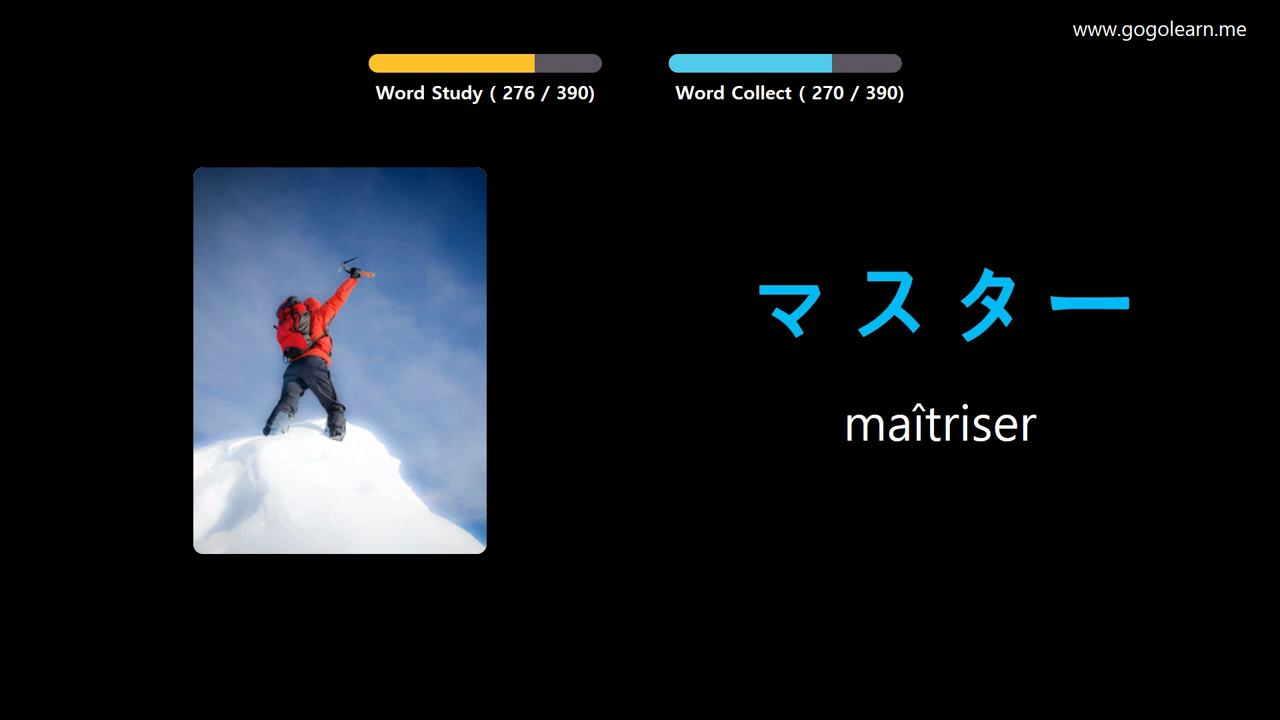 www.gogolearn.me
Word Study ( 276 / 390)
Word Collect ( 270 / 390)
マスター
maîtriser